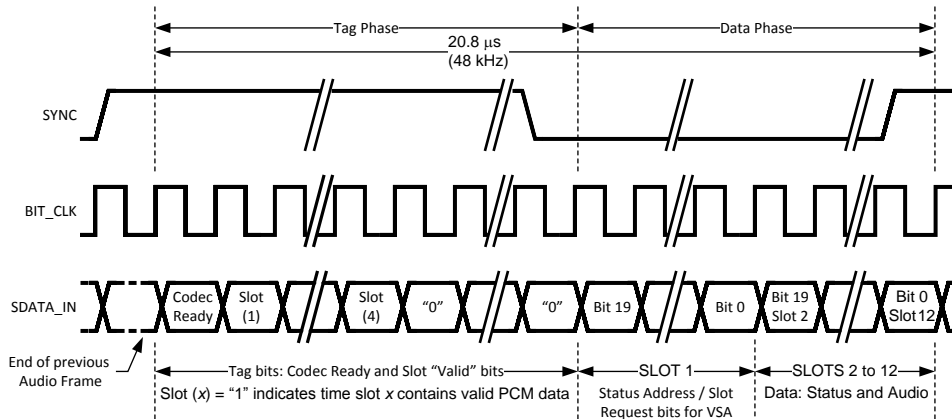 Tag Phase
Data Phase
20.8 μs
(48 kHz)
SYNC
BIT_CLK
SDATA_IN
Codec
Ready
Slot
(1)
Slot
(4)
"0"
"0"
Bit 19
Bit 0
Bit 19
Slot 2
Bit 0
Slot12
End of previous
Audio Frame
Tag bits: Codec Ready and Slot “Valid” bits
Slot (x) = “1” indicates time slot x contains valid PCM data
SLOT 1
Status Address / Slot
Request bits for VSA
SLOTS 2 to 12
Data: Status and Audio